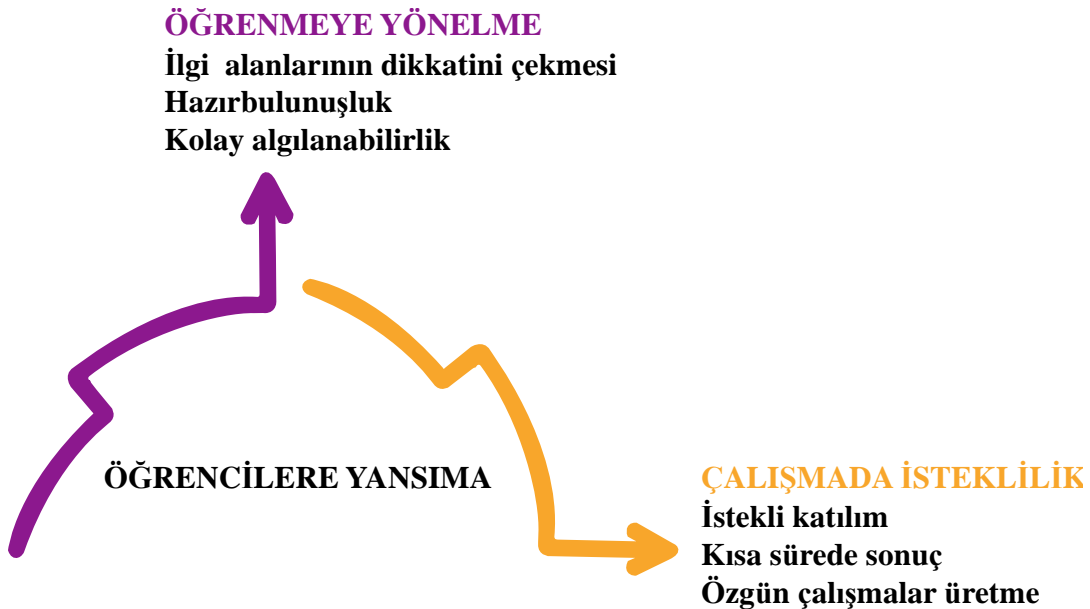 ÖĞRENMEYE YÖNELME
İlgi alanlarının dikkatini çekmesi
Hazırbulunuşluk
Kolay algılanabilirlik
ÖĞRENCİLERE YANSIMA
ÇALIŞMADA İSTEKLİLİK
İstekli katılım
Kısa sürede sonuç
Özgün çalışmalar üretme